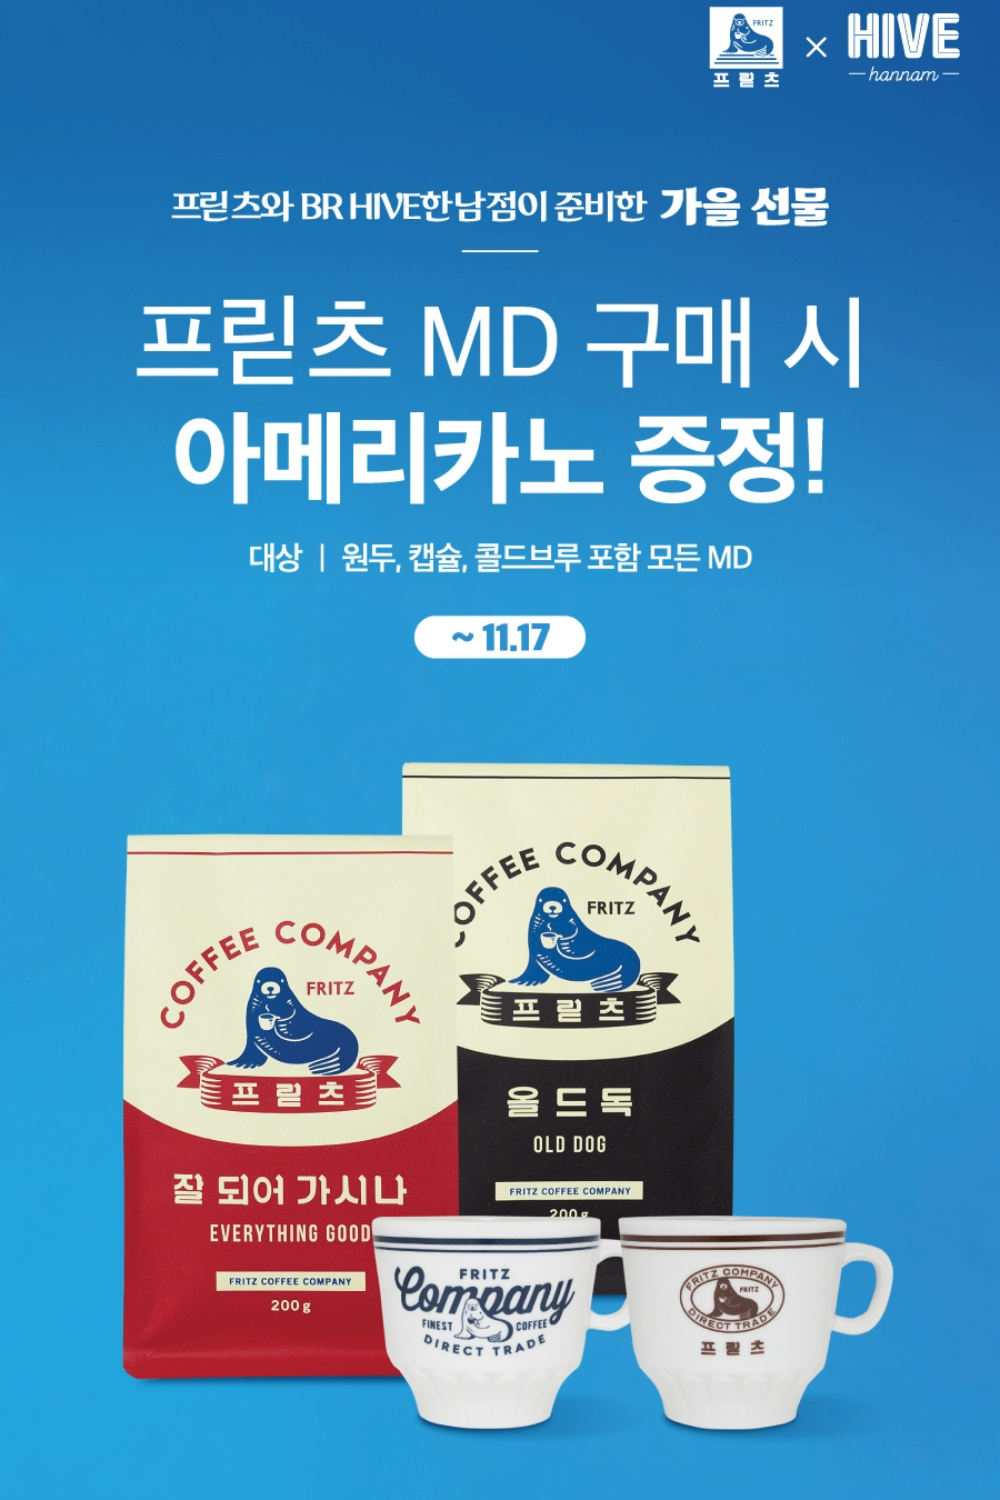 FRITZ
프릳츠
×
HIVE
hannam
프릳츠와 BR HIVE한남점이 준비한 가을 선물
프릳츠 MD 구매 시
아메리카노 증정!
대상 | 원두, 캡슐, 콜드브루 포함 모든 MD
~ 11.17
COFFEE COMPANY
FRITZ
프릳츠
잘 되어 가시나
EVERYTHING GOOD
FRITZ COFFEE COMPANY
200g
COFFEE COMPANY
FRITZ
프릳츠
올드독
OLD DOG
FRITZ COFFEE COMPANY
200g
FRITZ
Company
FINEST COFFEE
DIRECT TRADE
FRITZ COMPANY
FRITZ
DIRECT TRADE
프릳츠